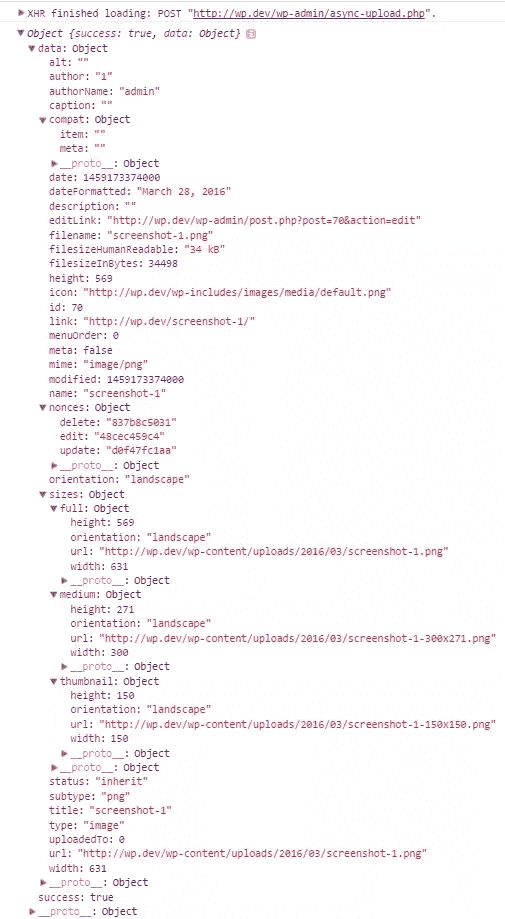 XHR finished loading: POST "http://wp.dev/wp-admin/async-upload.php".
Object {success: true, data: Object}
data: Object
alt: ""
author: "1"
authorName: "admin"
caption: ""
compat: Object
item: ""
meta: ""
__proto__: Object
date: 1459173374000
dateFormatted: "March 28, 2016"
description: ""
editLink: "http://wp.dev/wp-admin/post.php?post=70&action=edit"
filename: "screenshot-1.png"
filesizeHumanReadable: "34 kB"
filesizeInBytes: 34498
height: 569
icon: "http://wp.dev/wp-includes/images/media/default.png"
id: 70
link: "http://wp.dev/screenshot-1/"
menuOrder: 0
meta: false
mime: "image/png"
modified: 1459173374000
name: "screenshot-1"
nonces: Object
delete: "837b8c5031"
edit: "48cec459c4"
update: "d0f47fc1aa"
__proto__: Object
orientation: "landscape"
sizes: Object
full: Object
height: 569
orientation: "landscape"
url: "http://wp.dev/wp-content/uploads/2016/03/screenshot-1.png"
width: 631
__proto__: Object
medium: Object
height: 271
orientation: "landscape"
url: "http://wp.dev/wp-content/uploads/2016/03/screenshot-1-300x271.png"
width: 300
__proto__: Object
thumbnail: Object
height: 150
orientation: "landscape"
url: "http://wp.dev/wp-content/uploads/2016/03/screenshot-1-150x150.png"
width: 150
__proto__: Object
__proto__: Object
status: "inherit"
subtype: "png"
title: "screenshot-1"
type: "image"
uploadedTo: 0
url: "http://wp.dev/wp-content/uploads/2016/03/screenshot-1.png"
width: 631
__proto__: Object
success: true
__proto__: Object